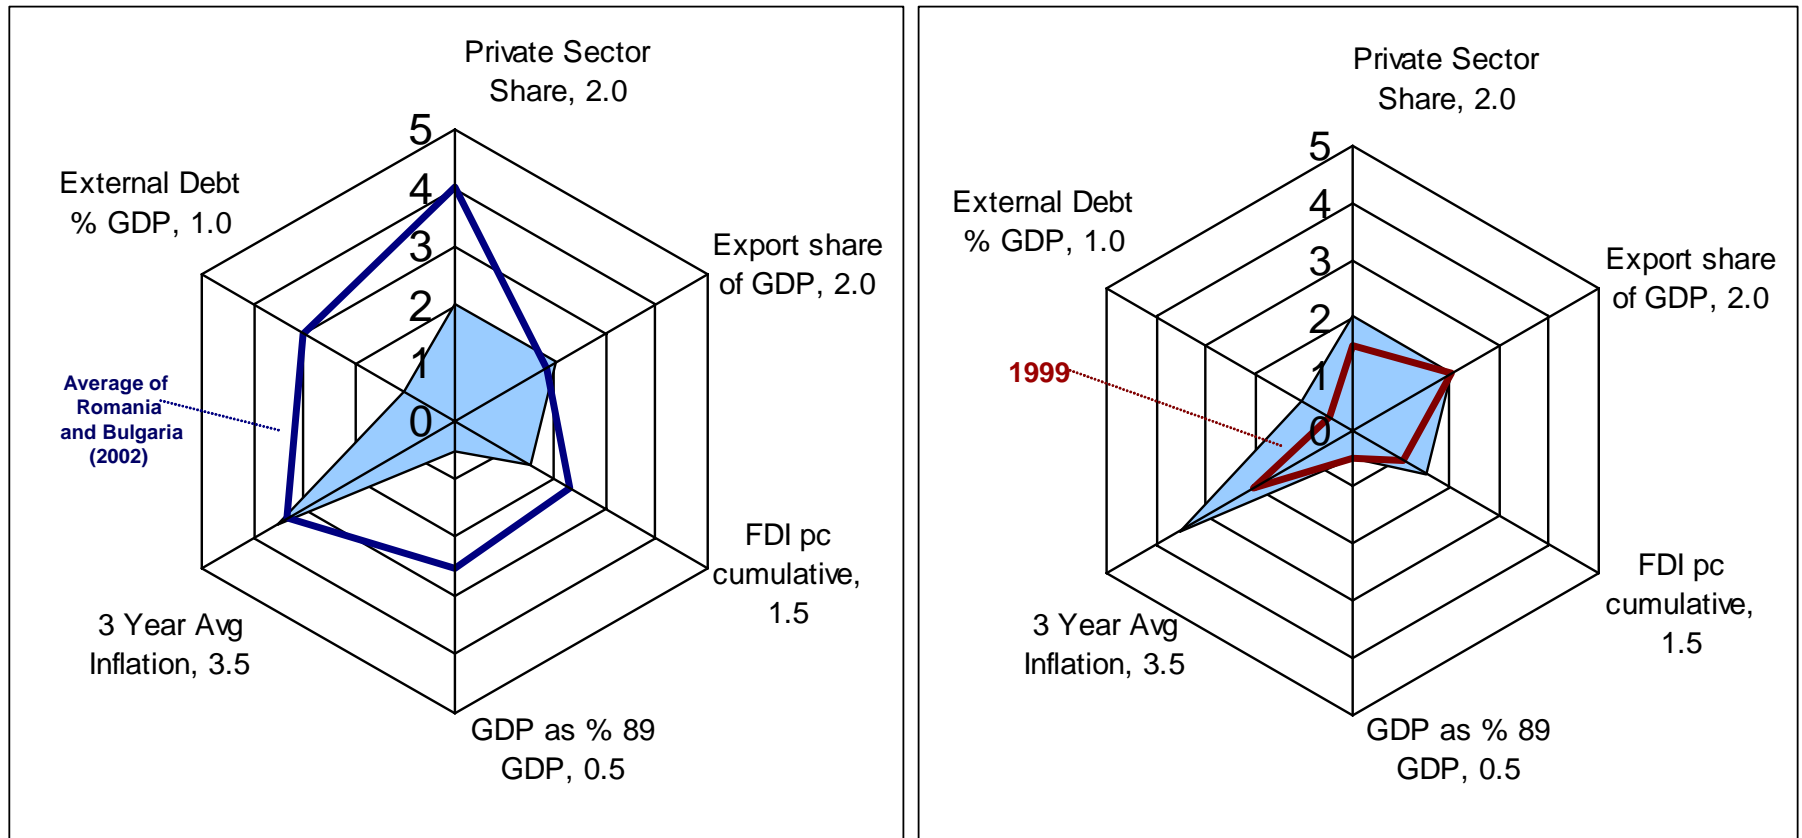 Private Sector
Share, 2.0
5
4
3
2
1
0
External Debt
% GDP, 1.0
Export share
of GDP, 2.0
Average of
Romania
and Bulgaria
(2002)
FDI pc
cumulative,
1.5
3 Year Avg
Inflation, 3.5
GDP as % 89
GDP, 0.5
Private Sector
Share, 2.0
5
4
3
2
1
0
External Debt
% GDP, 1.0
Export share
of GDP, 2.0
1999
FDI pc
cumulative,
1.5
3 Year Avg
Inflation, 3.5
GDP as % 89
GDP, 0.5